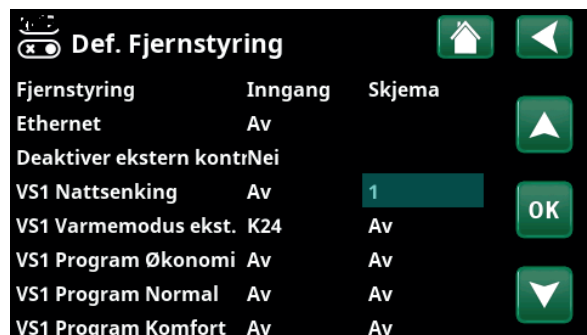 Def. Fjernstyring
Fjernstyring Inngang Skjema
Ethernet Av
Deaktiver ekstern kontr Nei
VS1 Nattsenking Av 1
VS1 Varmemodus ekst. K24 Av
OK
VS1 Program Økonomi Av Av
VS1 Program Normal Av Av
VS1 Program Komfort Av Av